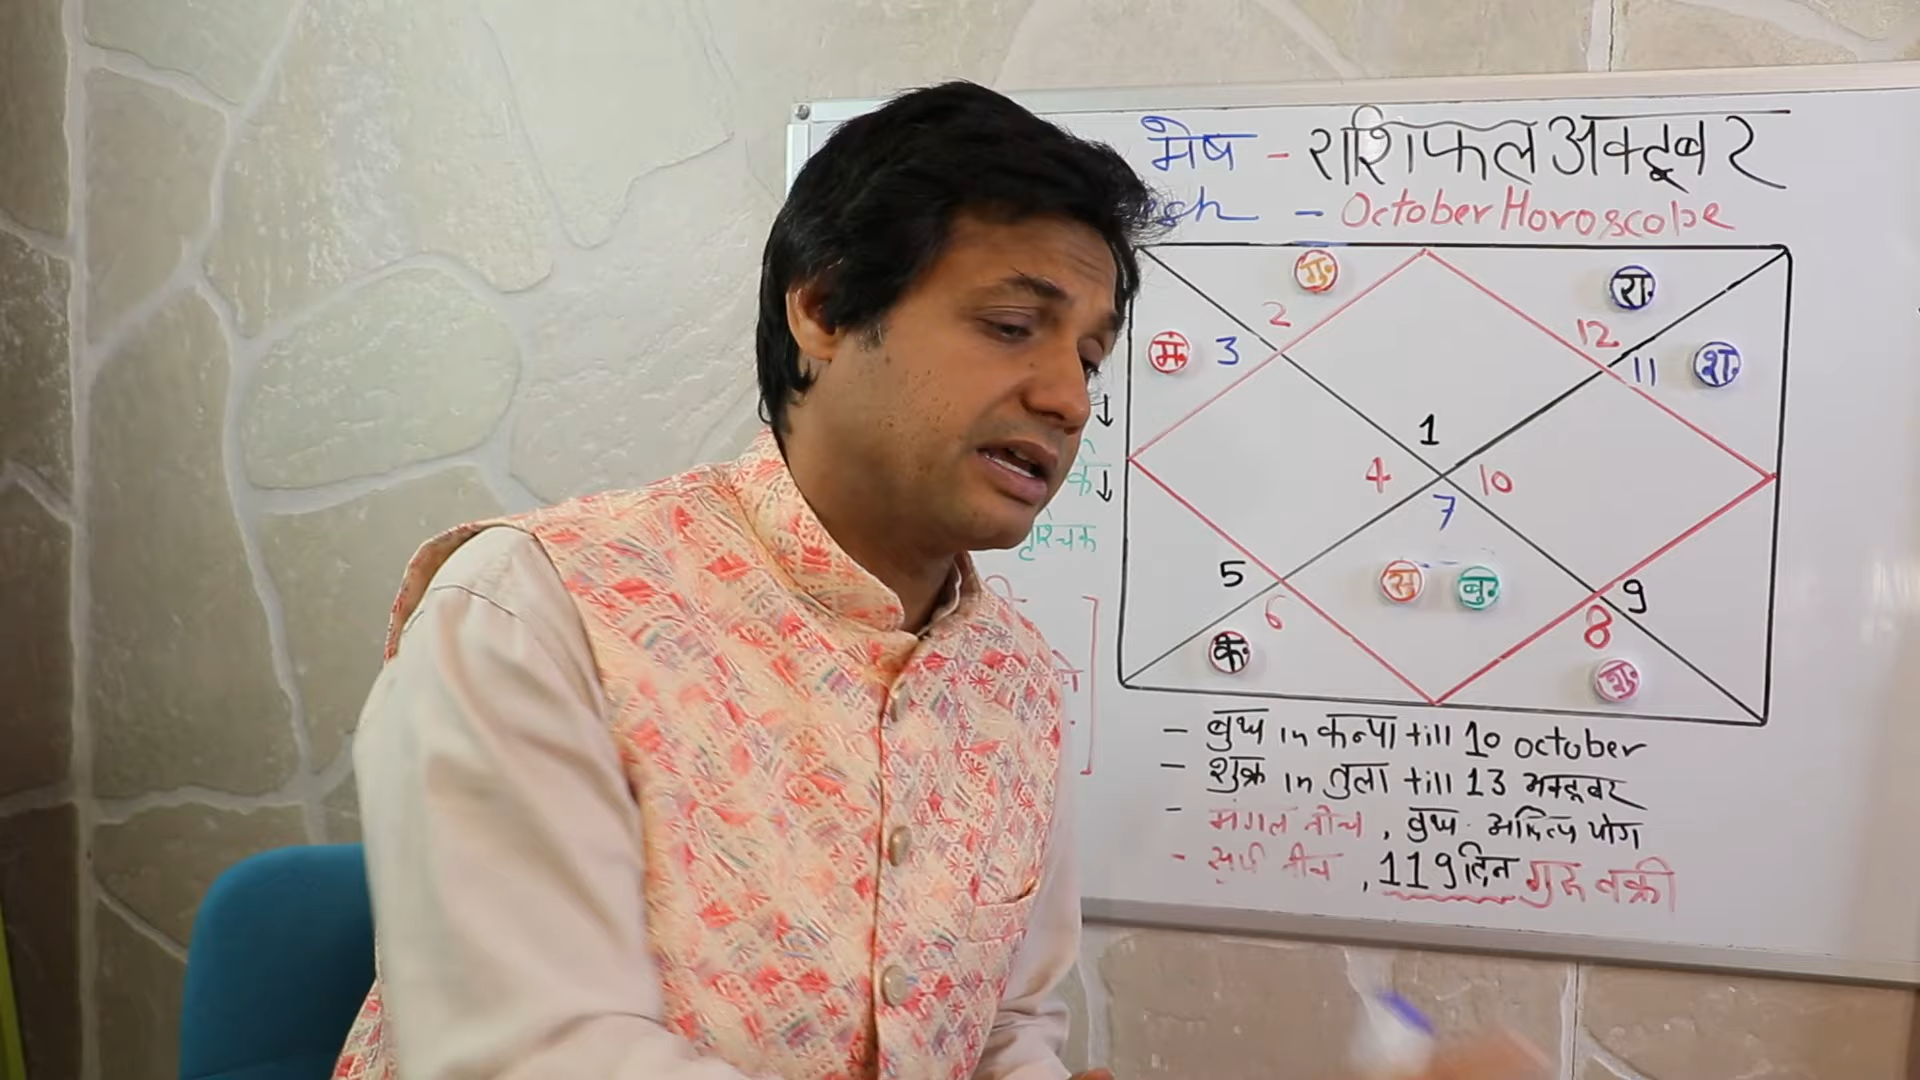 मेष - राशिफल अक्टूबर
esh - October Horoscope
गु.
रा.
2
12
मं.
3
11
श.
1
4
10
7
वृश्चिक
5
स
बु.
9
6
8
के.
शु.
- बुध in कन्या till 10 october
- शुक्र in तुला till 13 अक्टूबर
- मंगल नीच, बुध अदित्य योग
- सूर्य नीच, 119 दिन गुरु वक्री